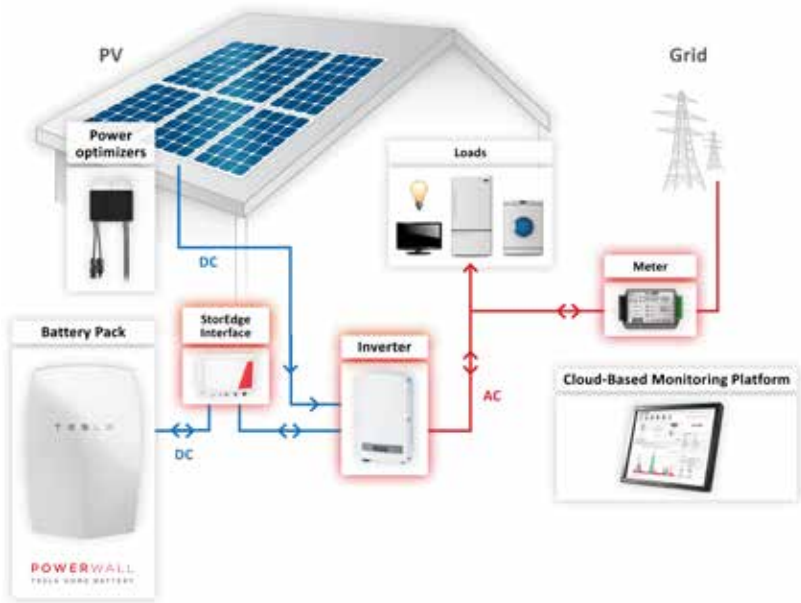 PV
Grid
Power
optimizers
Loads
DC
Meter
StorEdge
Interface
Battery Pack
Inverter
Cloud-Based Monitoring Platform
AC
TESLA
DC
POWERWALL
TESLA HOME BATTERY